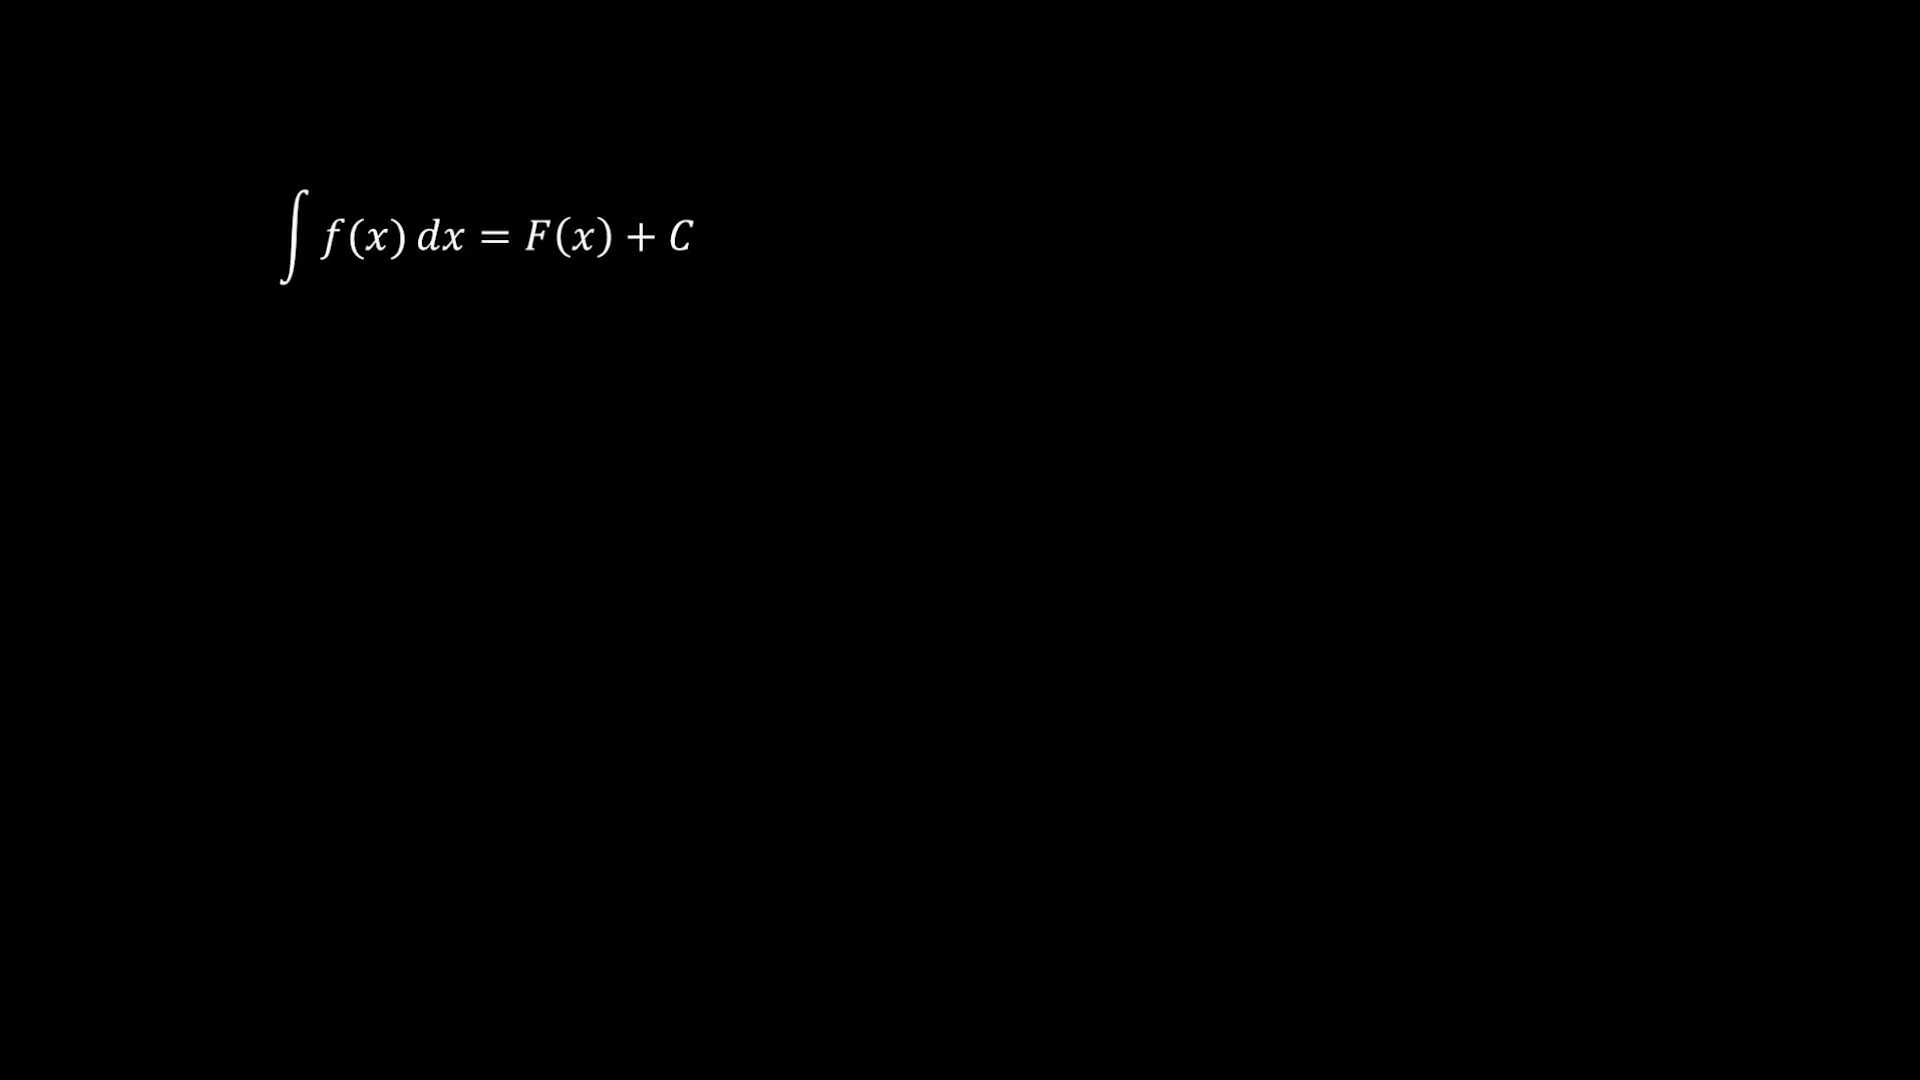 ∫ f(x) dx = F(x) + C